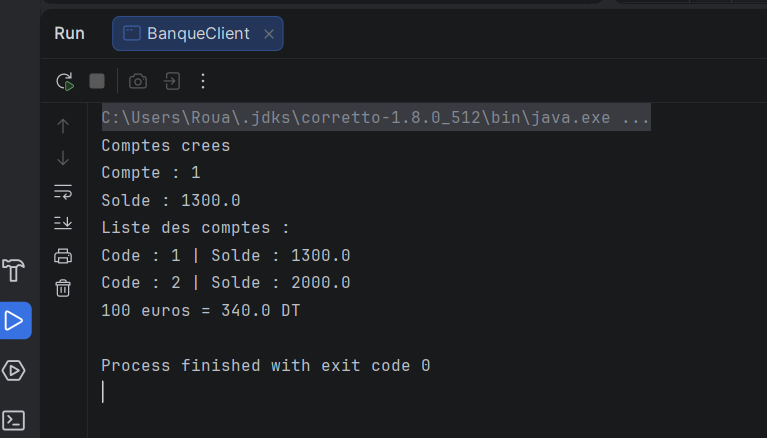 Run
BanqueClient
C:\Users\Roua\.jdks\corretto-1.8.0_512\bin\java.exe ...
Comptes crees
Compte : 1
Solde : 1300.0
Liste des comptes :
Code : 1 | Solde : 1300.0
Code : 2 | Solde : 2000.0
100 euros = 340.0 DT
Process finished with exit code 0